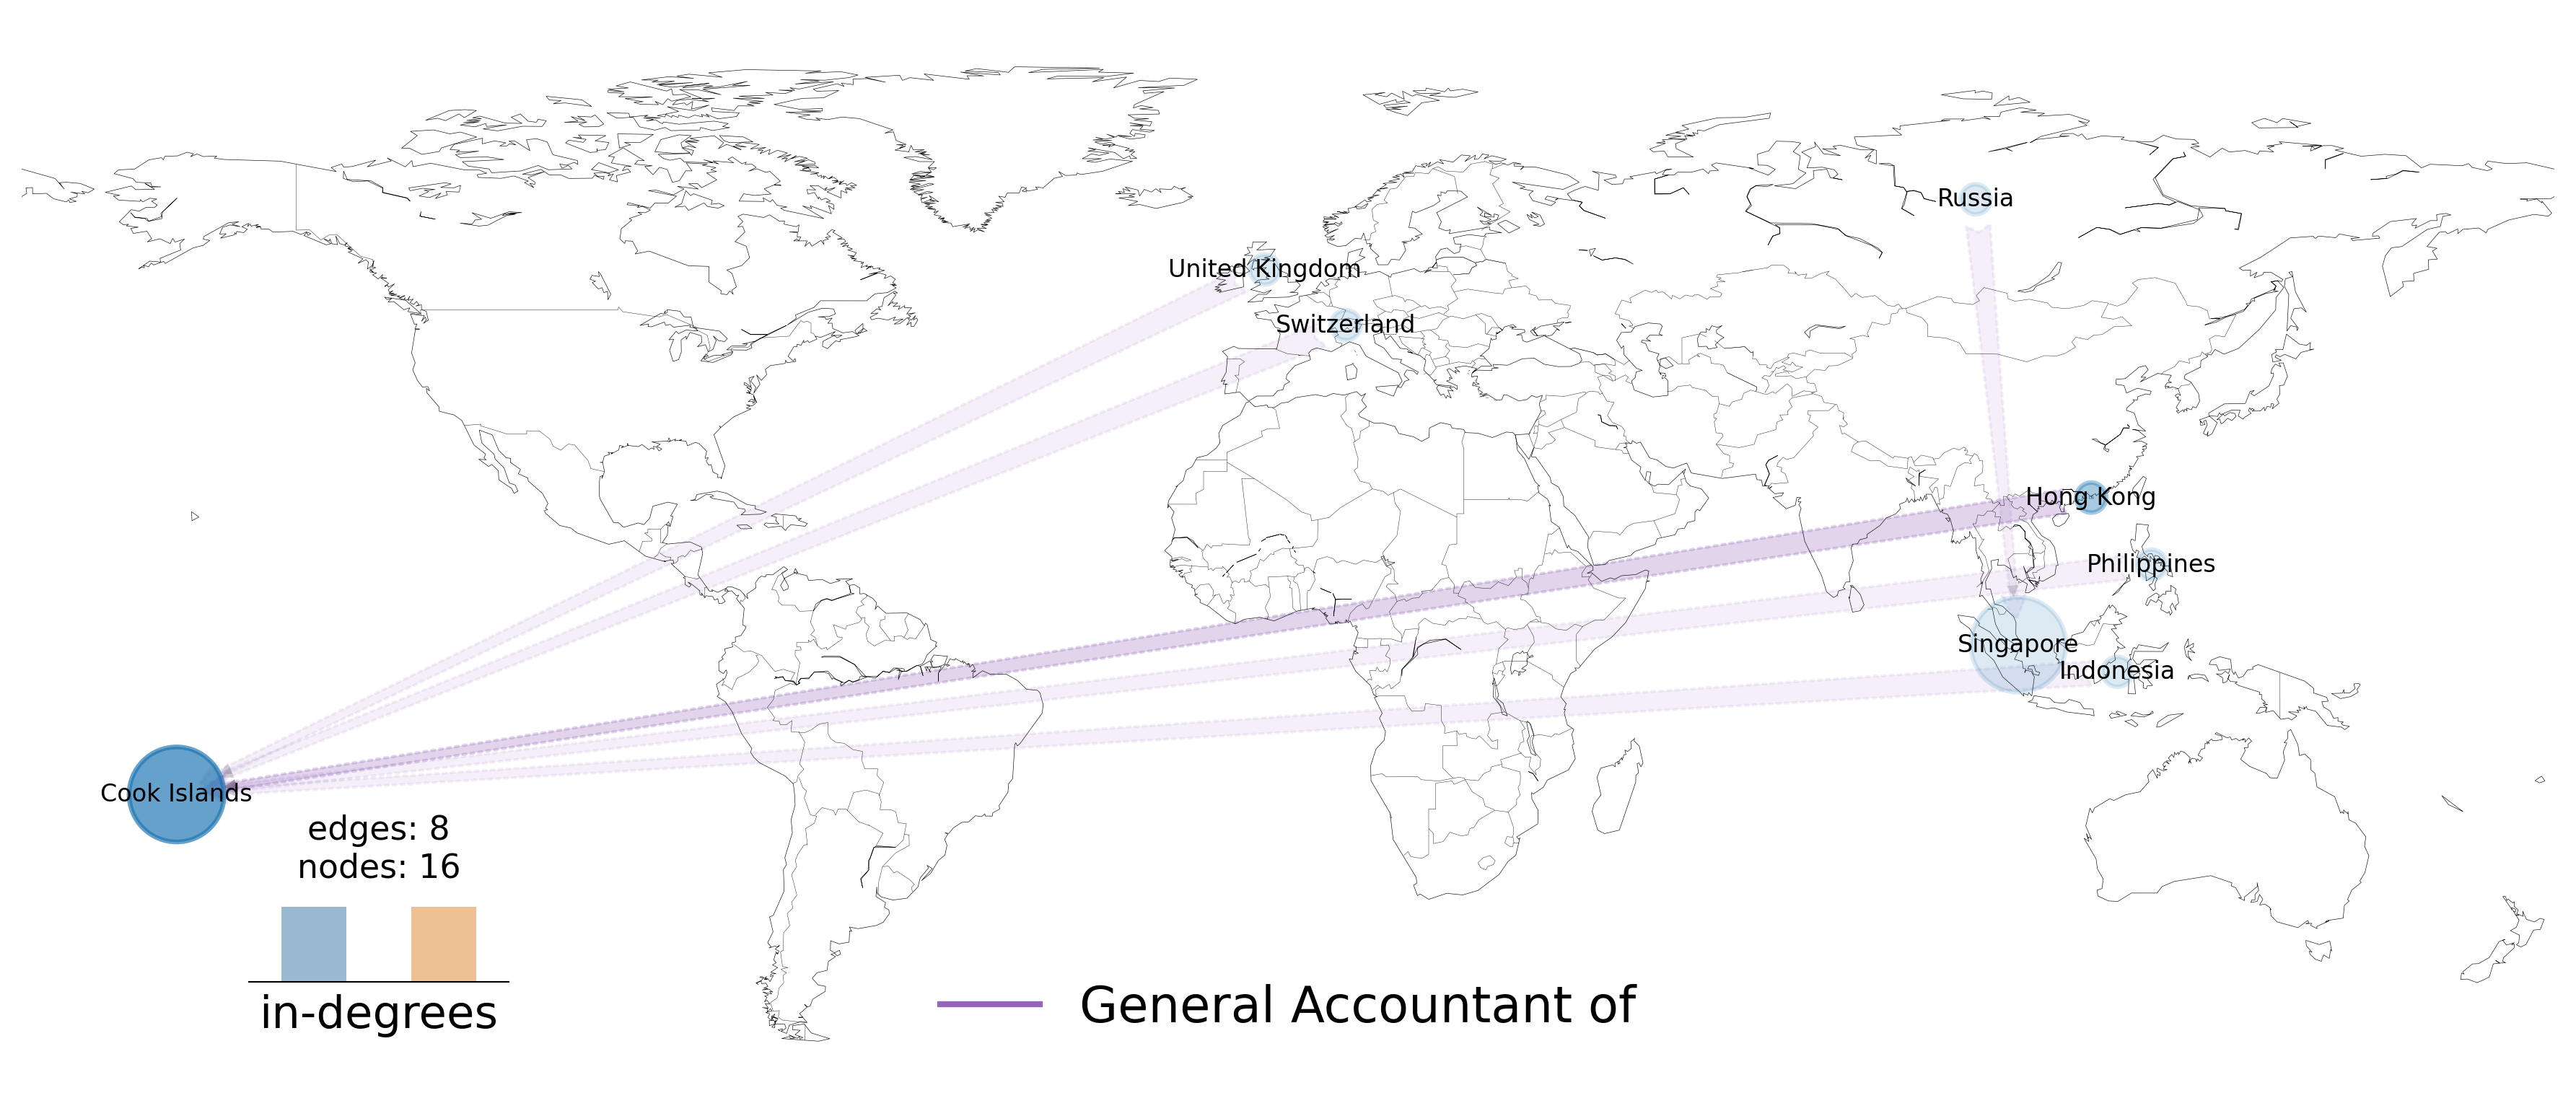 Russia
United Kingdom
Switzerland
Hong Kong
Philippines
Singapore
Indonesia
Cook Islands
edges: 8
nodes: 16
in-degrees
General Accountant of